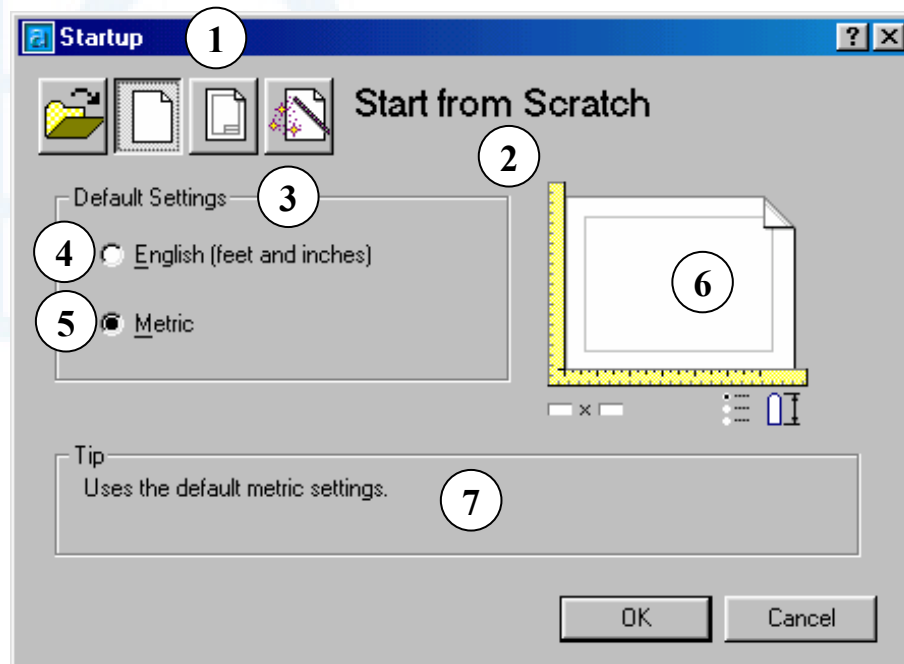 a Startup 1 ? ×
Start from Scratch
2
Default Settings 3
4 English (feet and inches)
6
5 Metric
×
Tip
Uses the default metric settings.
7
OK Cancel